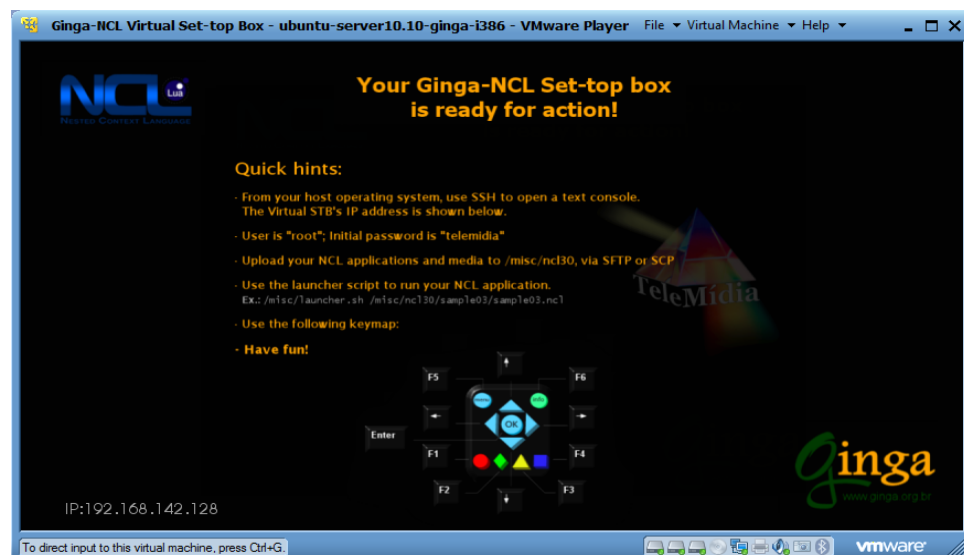 Ginga-NCL Virtual Set-top Box - ubuntu-server10.10-ginga-i386 - VMware Player File Virtual Machine Help
NCL
Lua
NESTED CONTEXT LANGUAGE
Your Ginga-NCL Set-top box
is ready for action!
Quick hints:
- From your host operating system, use SSH to open a text console.
The Virtual STB's IP address is shown below.
- User is "root"; Initial password is "telemidia"
- Upload your NCL applications and media to /misc/ncl30, via SFTP or SCP
- Use the launcher script to run your NCL application.
Ex.: /misc/launcher.sh /misc/ncl30/sample03/sample03.ncl
- Use the following keymap:
- Have fun!
TeleMídia
F5
F6
menu
info
OK
Enter
F1
F4
F2
F3
Ginga
www.ginga.org.br
IP:192.168.142.128
To direct input to this virtual machine, press Ctrl+G.
vmware